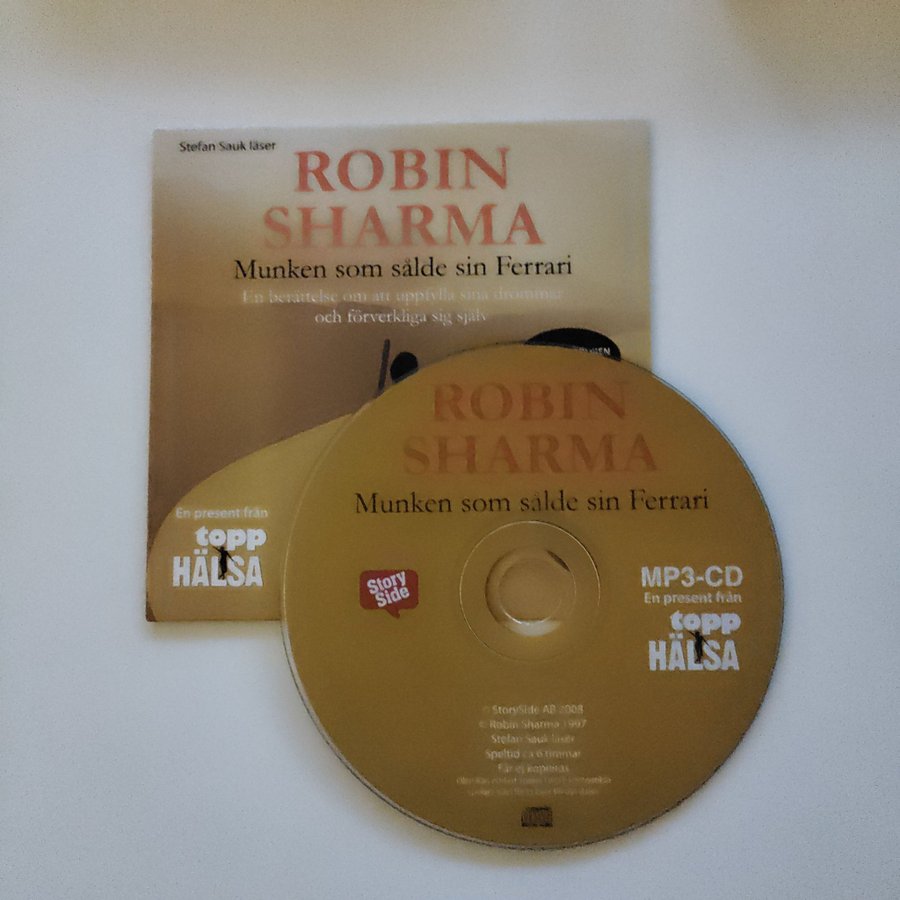 Stefan Sauk läser
ROBIN
SHARMA
Munken som sålde sin Ferrari
En berättelse om att uppfylla sina drömmar
och förverkliga sig själv
En present från
topp
HÄLSA
ROBIN
SHARMA
Munken som sålde sin Ferrari
Story
Side
MP3-CD
En present från
topp
HÄLSA
StorySide AB 2008
© Robin Sharma 1997
Stefan Sauk läser
Speltid ca 6 timmar
Får ej kopieras